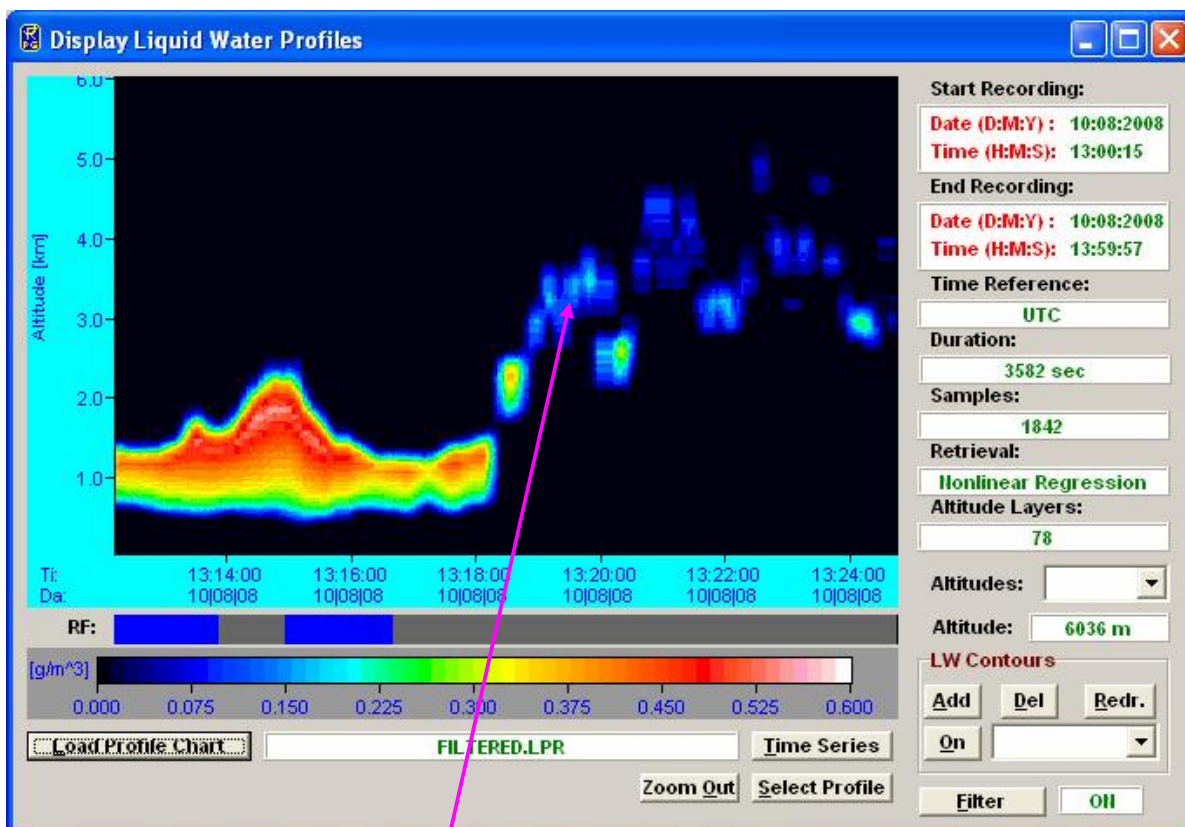 Display Liquid Water Profiles
6.0
5.0
4.0
3.0
2.0
1.0
Altitude [km]
Ti: 13:14:00 13:16:00 13:18:00 13:20:00 13:22:00 13:24:00
Da: 10|08|08 10|08|08 10|08|08 10|08|08 10|08|08 10|08|08
RF:
[g/m^3]
0.000 0.075 0.150 0.225 0.300 0.375 0.450 0.525 0.600
Load Profile Chart FILTERED.LPR Time Series
Zoom Out Select Profile
Start Recording:
Date (D:M:Y) : 10:08:2008
Time (H:M:S): 13:00:15
End Recording:
Date (D:M:Y) : 10:08:2008
Time (H:M:S): 13:59:57
Time Reference:
UTC
Duration:
3582 sec
Samples:
1842
Retrieval:
Nonlinear Regression
Altitude Layers:
78
Altitudes:
Altitude: 6036 m
LW Contours
Add Del Redr.
On
Filter ON